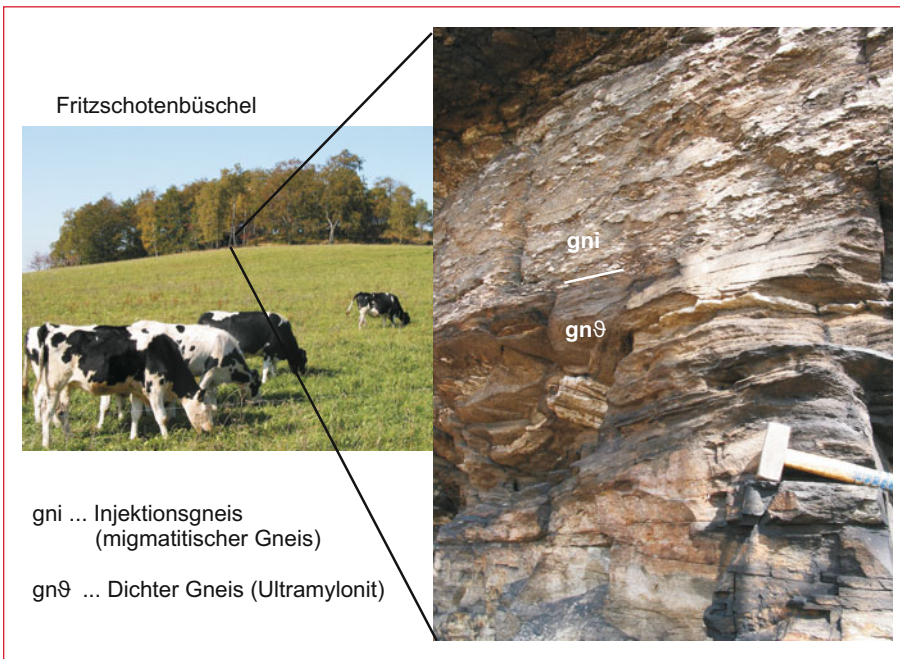 Fritzschotenbüschel
gni
gnϑ
gni ... Injektionsgneis
(migmatitischer Gneis)
gnϑ ... Dichter Gneis (Ultramylonit)